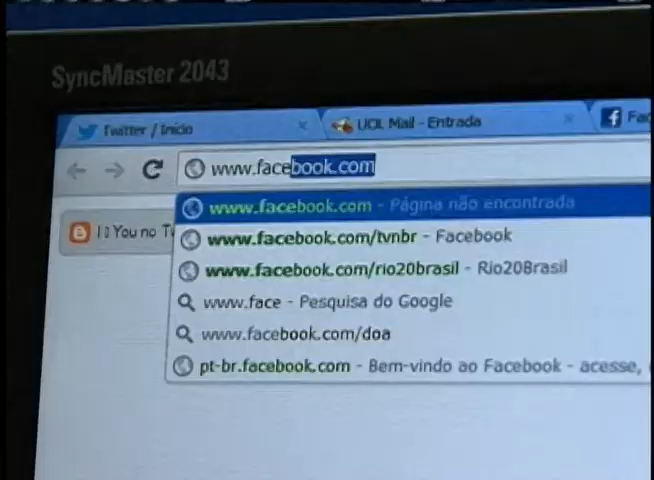 SyncMaster 2043
Twitter / Início
UOL Mail - Entrada
www.facebook.com
www.facebook.com - Página não encontrada
You no
www.facebook.com/tvnbr - Facebook
www.facebook.com/rio20brasil - Rio20Brasil
www.face - Pesquisa do Google
www.facebook.com/doa
pt-br.facebook.com - Bem-vindo ao Facebook - acesse,